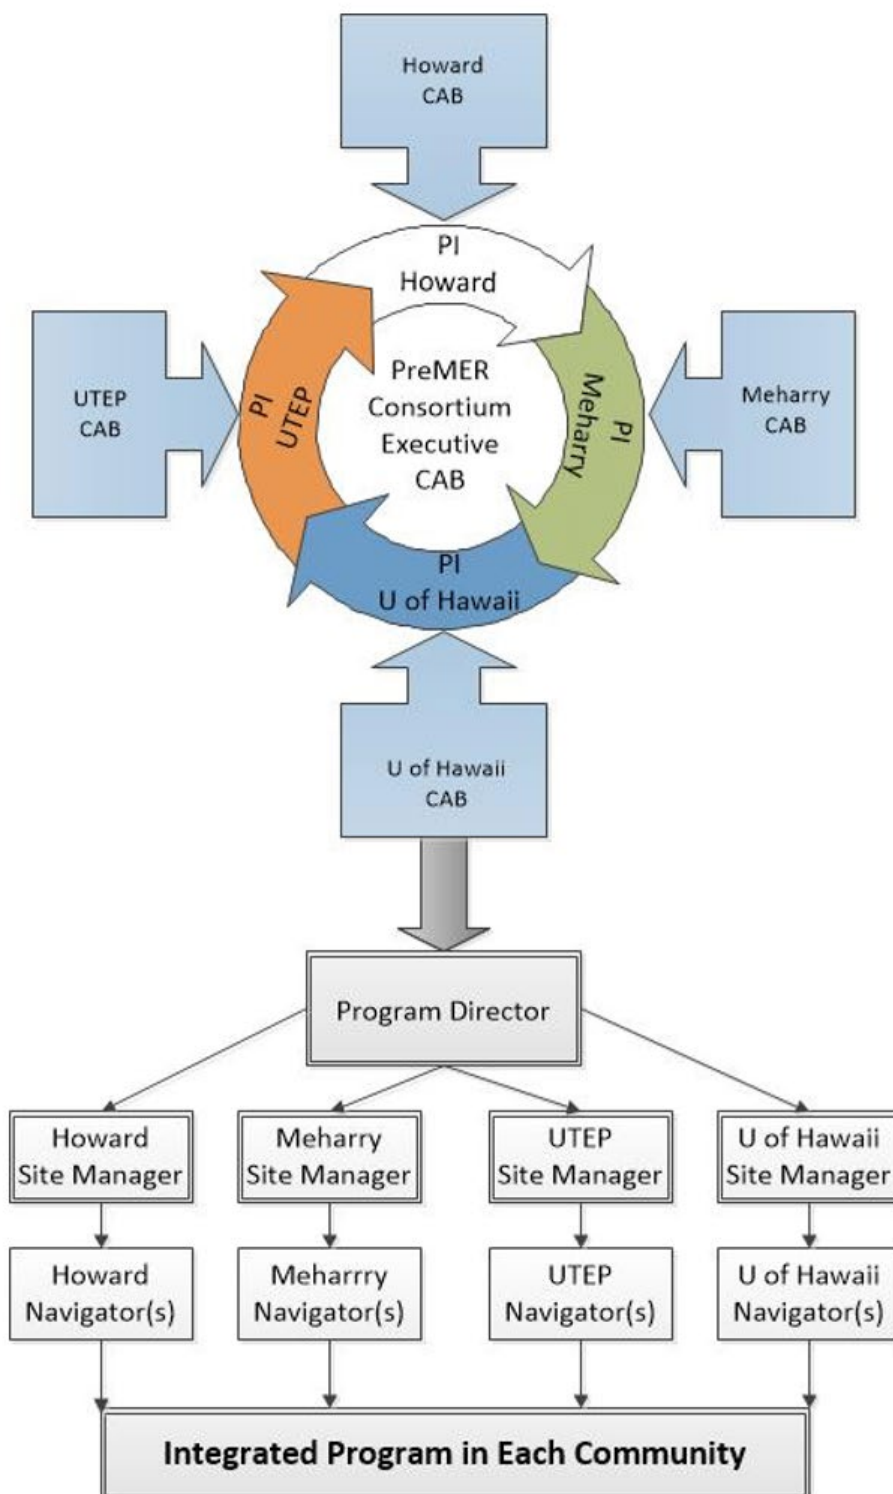 Howard
CAB
PI
Howard
UTEP
CAB
PI
UTEP
PreMER
Consortium
Executive
CAB
PI
Meharry
Meharry
CAB
PI
U of Hawaii
U of Hawaii
CAB
Program Director
Howard
Site Manager
Meharry
Site Manager
UTEP
Site Manager
U of Hawaii
Site Manager
Howard
Navigator(s)
Meharrry
Navigator(s)
UTEP
Navigator(s)
U of Hawaii
Navigator(s)
Integrated Program in Each Community